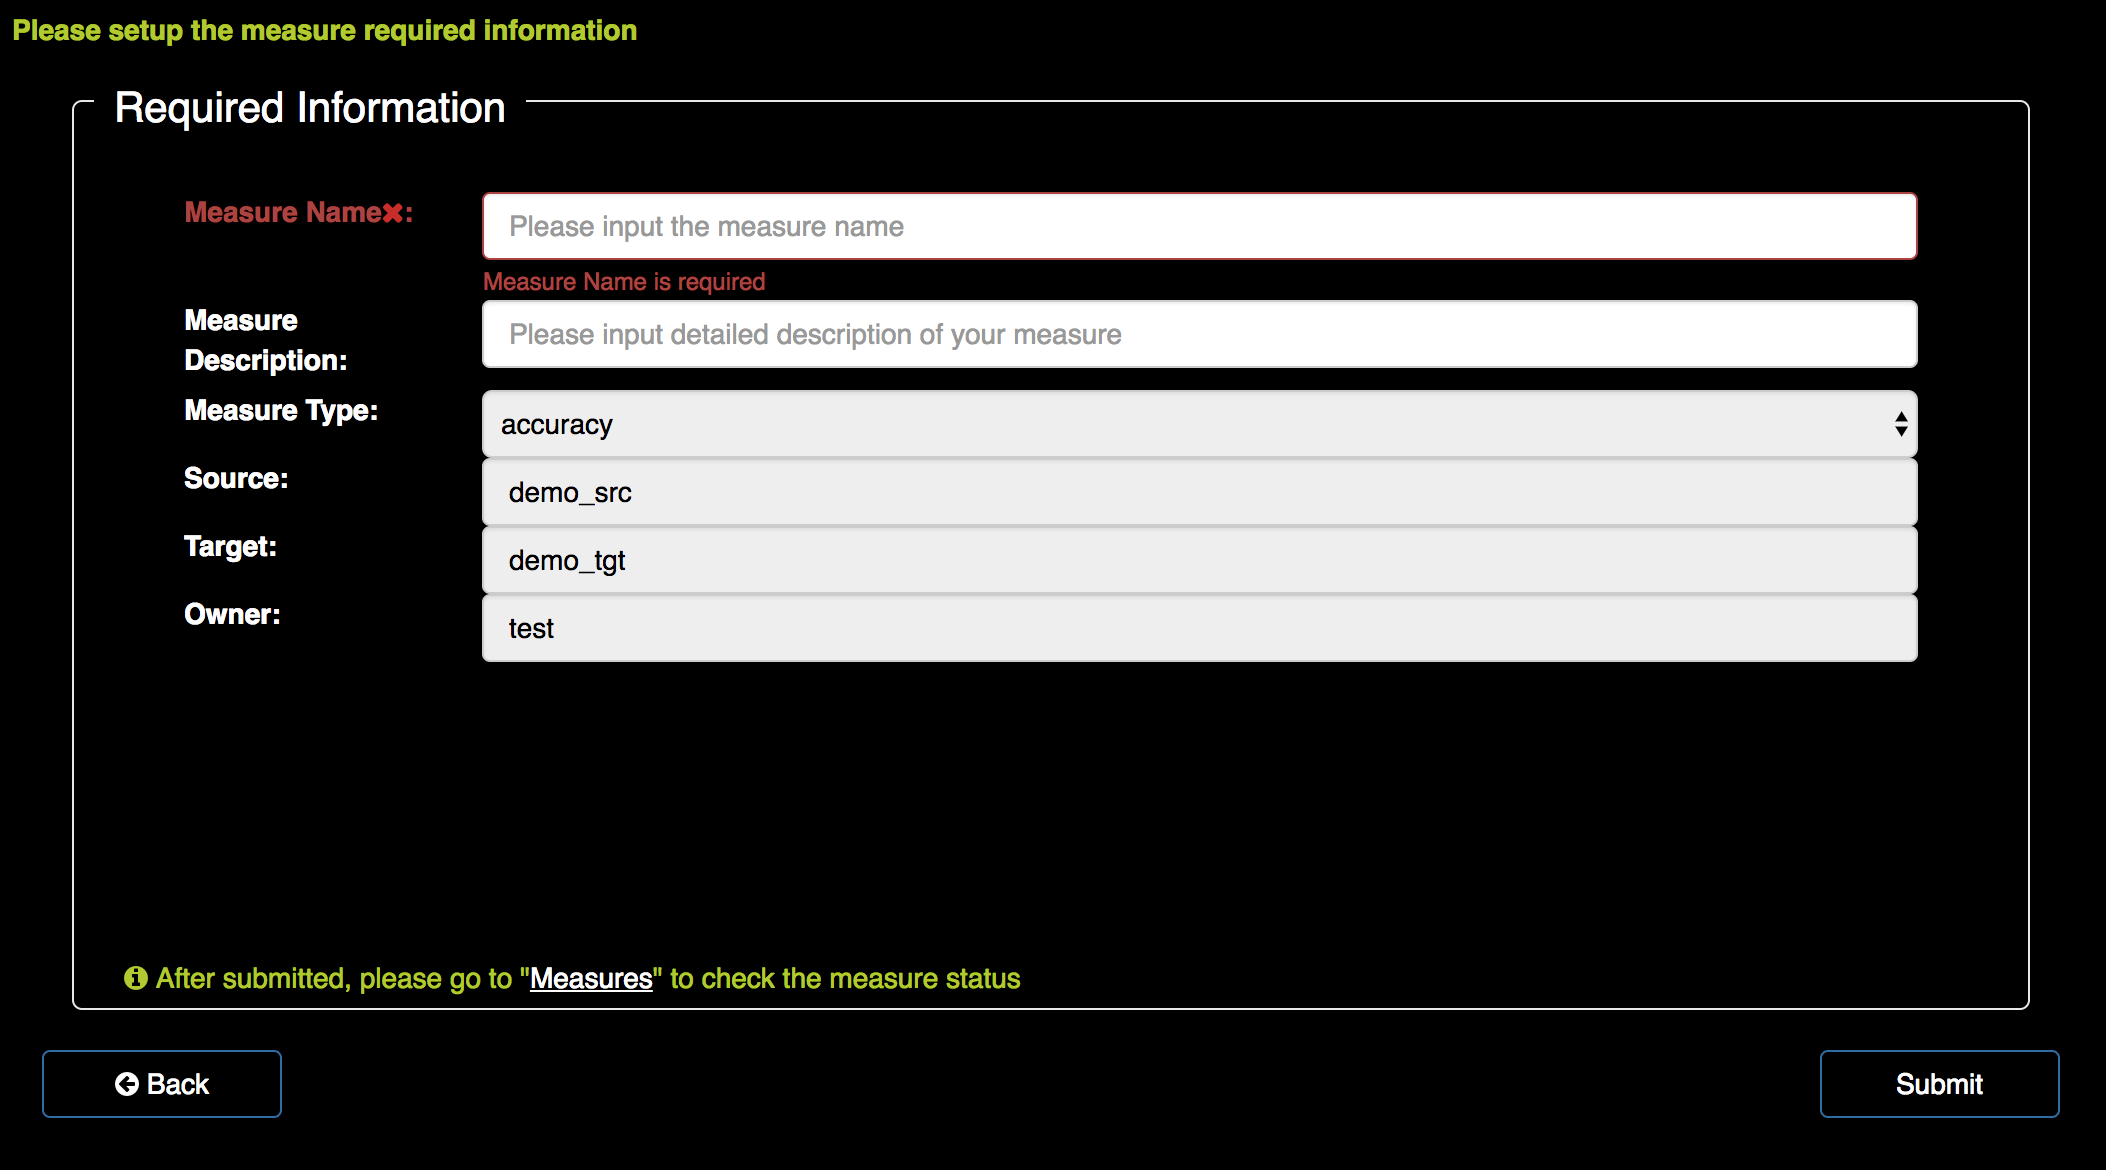 Please setup the measure required information
Required Information
Measure Name✖:
Please input the measure name
Measure Name is required
Measure
Description:
Please input detailed description of your measure
Measure Type:
accuracy
Source:
demo_src
Target:
demo_tgt
Owner:
test
After submitted, please go to "Measures" to check the measure status
Back
Submit